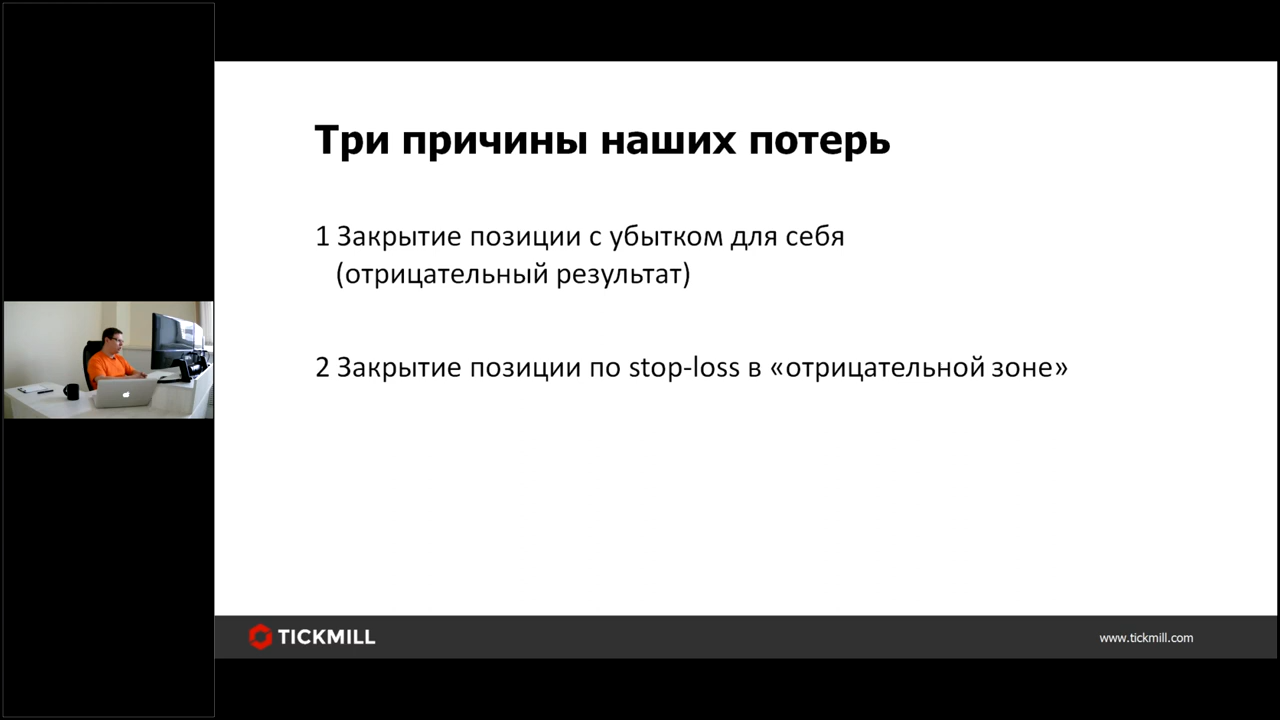 Три причины наших потерь
1 Закрытие позиции с убытком для себя
(отрицательный результат)
2 Закрытие позиции по stop-loss в «отрицательной зоне»
TICKMILL
www.tickmill.com